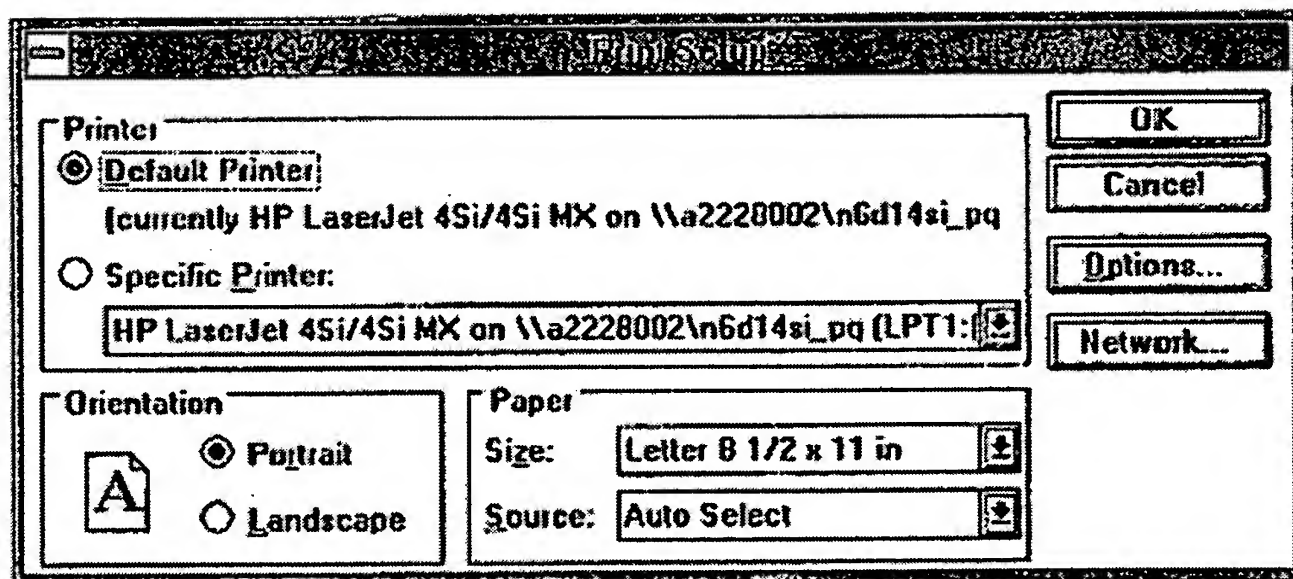 Print Setup
Printer
Default Printer
(currently HP LaserJet 4Si/4Si MX on \\a2228002\n6d14si_pq
Specific Printer:
HP LaserJet 4Si/4Si MX on \\a2228002\n6d14si_pq (LPT1:(
OK
Cancel
Options...
Network...
Orientation
A
Portrait
Landscape
Paper
Size:
Letter 8 1/2 x 11 in
Source:
Auto Select